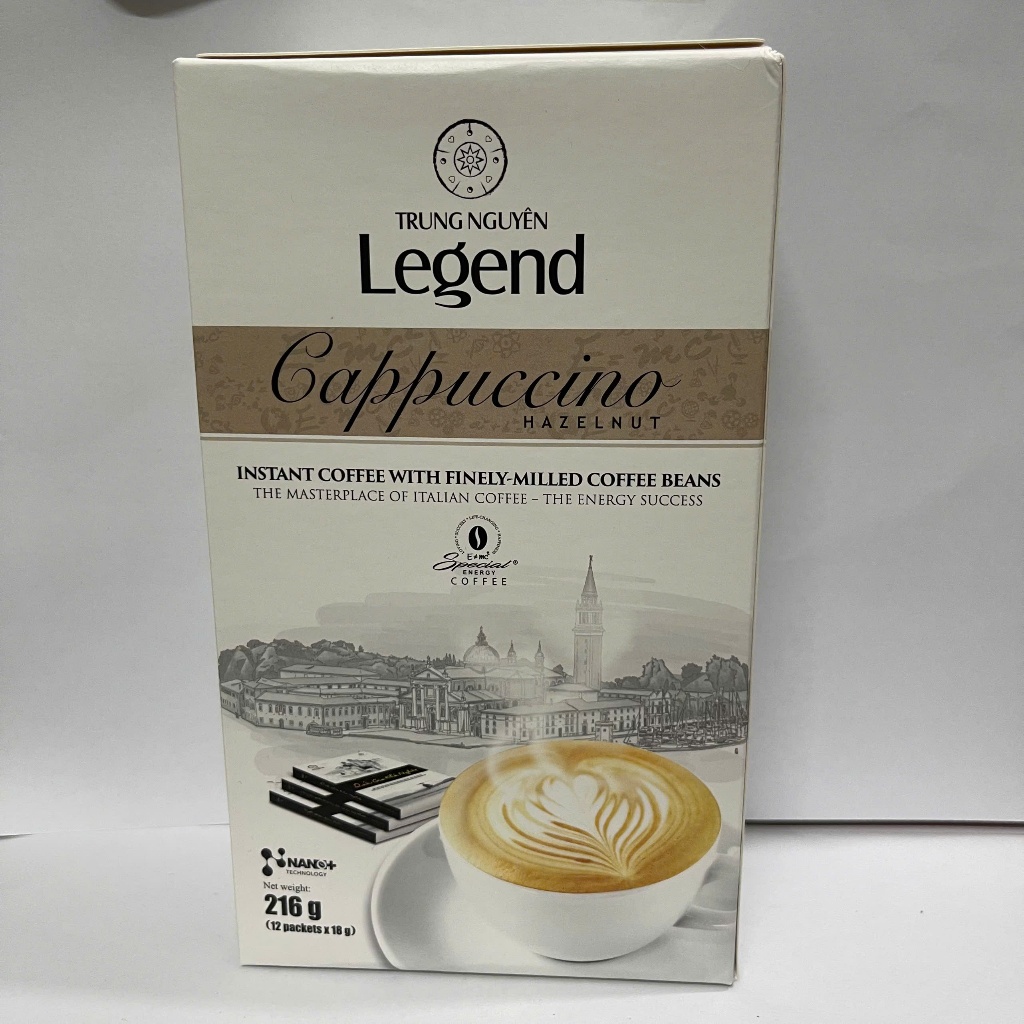 TRUNG NGUYÊN
Legend
Cappuccino
HAZELNUT
INSTANT COFFEE WITH FINELY-MILLED COFFEE BEANS
THE MASTERPLACE OF ITALIAN COFFEE – THE ENERGY SUCCESS
E≠mc²
Special®
ENERGY
COFFEE
NANO+
TECHNOLOGY
Net weight:
216 g
(12 packets x 18 g)